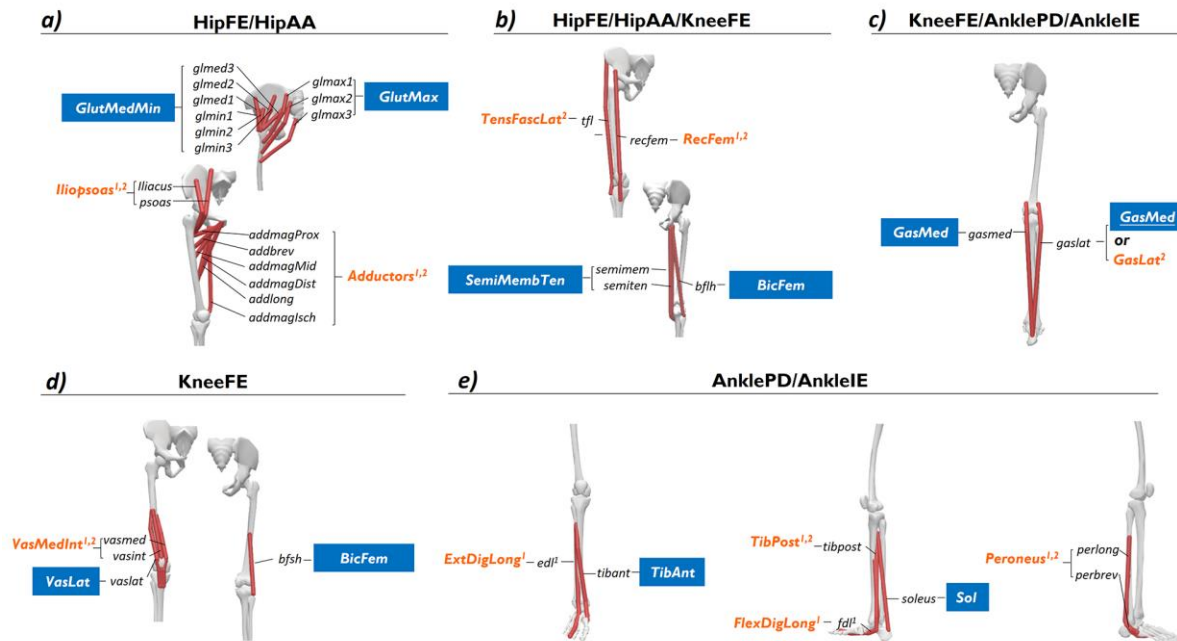 a)
HipFE/HipAA
glmed3
glmed2
glmed1
glmin1
glmin2
glmin3
GlutMedMin
glmax1
glmax2
glmax3
GlutMax
Iliopsoas1,2
Iliacus
psoas
addmagProx
addbrev
addmagMid
addmagDist
addlong
addmagIsch
Adductors1,2
b)
HipFE/HipAA/KneeFE
TensFascLat2
tfl
recfem
RecFem1,2
SemiMembTen
semimem
semiten
bflh
BicFem
c)
KneeFE/AnklePD/AnkleIE
GasMed
gasmed
gaslat
GasMed
or
GasLat2
d)
KneeFE
VasMedInt1,2
vasmed
vasint
VasLat
vaslat
bfsh
BicFem
e)
AnklePD/AnkleIE
ExtDigLong1
edl1
tibant
TibAnt
TibPost1,2
tibpost
soleus
Sol
FlexDigLong1
fdl1
Peroneus1,2
perlong
perbrev